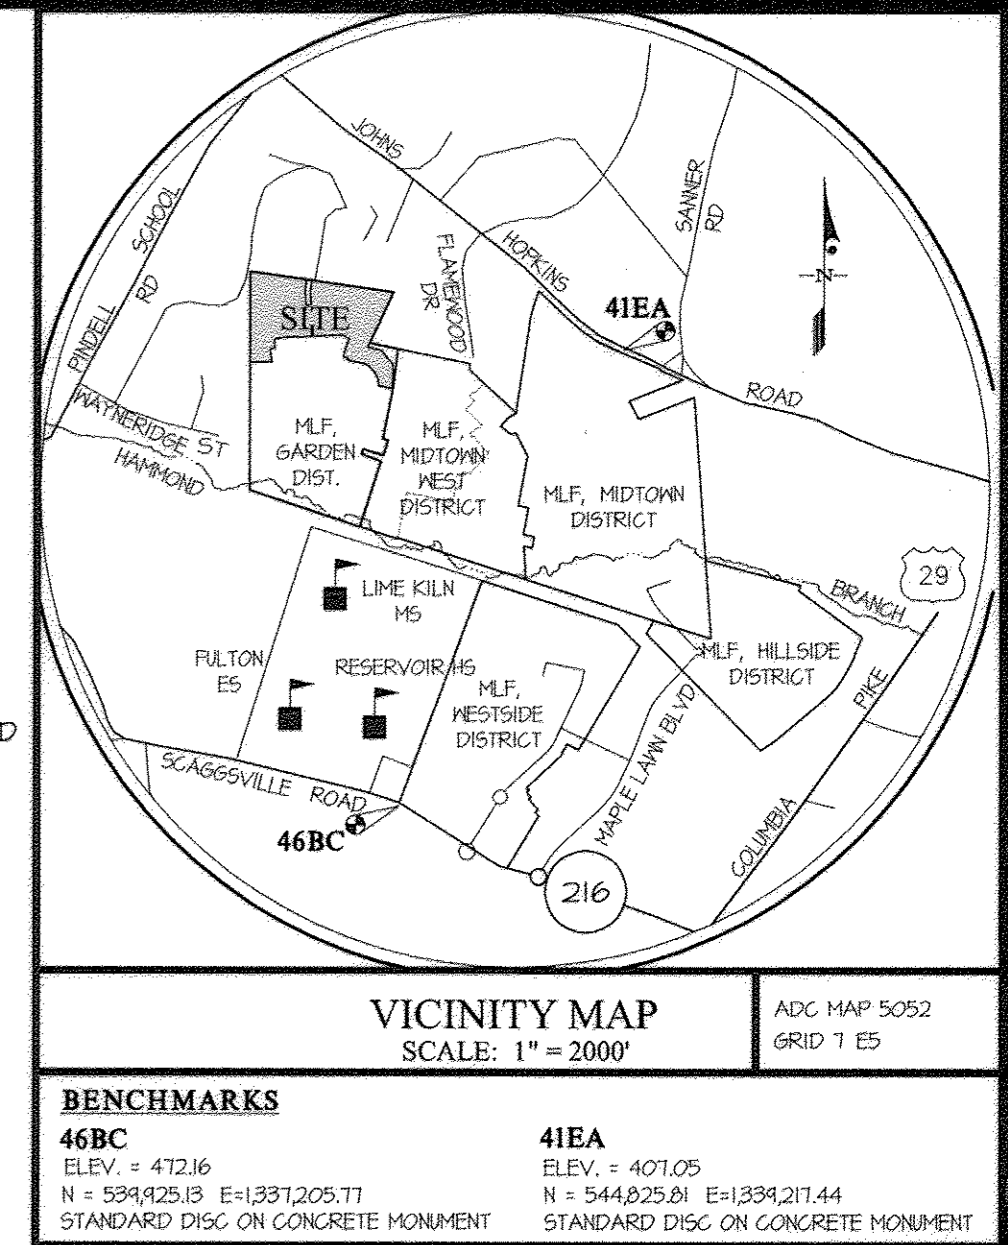 JOHNS
HOPKINS
ROAD
SANNER
RD
PINDELL
SCHOOL
RD
FLAMEWOOD
DR
N
41EA
SITE
WAYNERIDGE ST
HAMMOND
MLF,
GARDEN
DIST.
MLF,
MIDTOWN
WEST
DISTRICT
MLF, MIDTOWN
DISTRICT
29
BRANCH
LIME KILN
MS
FULTON
ES
RESERVOIR HS
MLF,
WESTSIDE
DISTRICT
MLF, HILLSIDE
DISTRICT
MAPLE LAWN BLVD
COLUMBIA
PIKE
SCAGGSVILLE ROAD
46BC
216
D
VICINITY MAP
SCALE: 1" = 2000'
ADC MAP 5052
GRID 7 E5
BENCHMARKS
46BC
ELEV. = 472.16
N = 539,925.13 E=1,337,205.77
STANDARD DISC ON CONCRETE MONUMENT
41EA
ELEV. = 407.05
N = 544,825.81 E=1,339,217.44
STANDARD DISC ON CONCRETE MONUMENT